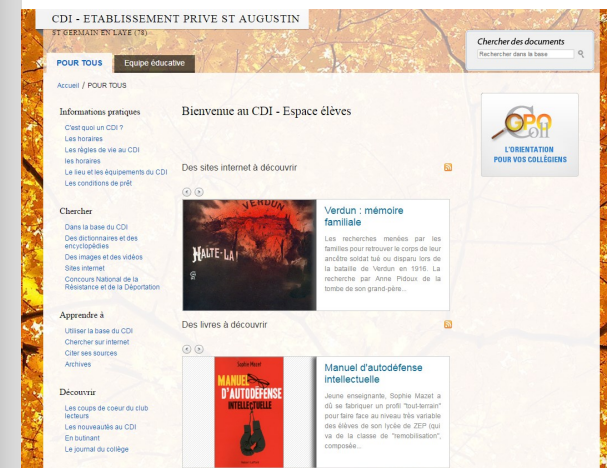 CDI - ETABLISSEMENT PRIVE ST AUGUSTIN
ST GERMAIN EN LAYE (78)
Chercher des documents
Rechercher dans la base
POUR TOUS
Equipe éducative
Accueil / POUR TOUS
Informations pratiques
C'est quoi un CDI ?
Les horaires
Les règles de vie au CDI
les horaires
Le lieu et les équipements du CDI
Les conditions de prêt
Chercher
Dans la base du CDI
Des dictionnaires et des
encyclopédies
Des images et des vidéos
Sites internet
Concours National de la
Résistance et de la Déportation
Apprendre à
Utiliser la base du CDI
Chercher sur internet
Citer ses sources
Archives
Découvrir
Les coups de coeur du club
lecteurs
Les nouveautés au CDI
En butinant
Le journal du collège
Bienvenue au CDI - Espace élèves
Des sites internet à découvrir
VERDUN
HALTE-LA!
Verdun : mémoire
familiale
Les recherches menées par les
familles pour retrouver le corps de leur
ancêtre soldat tué ou disparu lors de
la bataille de Verdun en 1916. La
recherche par Anne Pidoux de la
tombe de son grand-père...
Des livres à découvrir
Sophie Mazet
MANUEL
D'AUTODÉFENSE
INTELLECTUELLE
Manuel d'autodéfense
intellectuelle
Jeune enseignante, Sophie Mazet a
dû se fabriquer un profil "tout-terrain"
pour faire face au niveau très variable
des élèves de son lycée de ZEP (qui
va de la classe de "remobilisation",
composée...
GPO
Coll
L'ORIENTATION
POUR VOS COLLÉGIENS